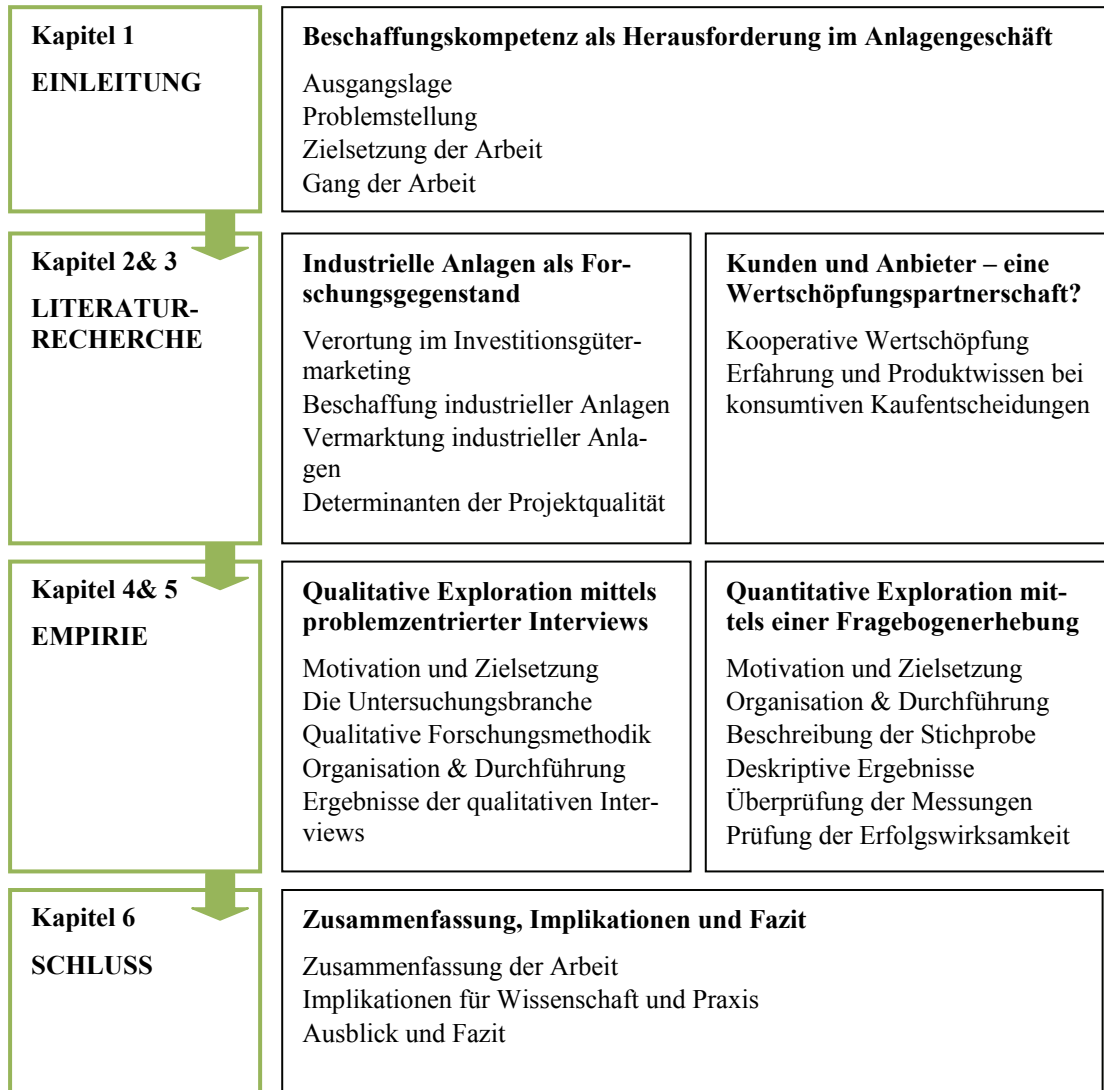 Kapitel 1
EINLEITUNG
Beschaffungskompetenz als Herausforderung im Anlagengeschäft
Ausgangslage
Problemstellung
Zielsetzung der Arbeit
Gang der Arbeit
Kapitel 2& 3
LITERATUR-
RECHERCHE
Industrielle Anlagen als For-
schungsgegenstand
Verortung im Investitionsgüter-
marketing
Beschaffung industrieller Anlagen
Vermarktung industrieller Anla-
gen
Determinanten der Projektqualität
Kunden und Anbieter – eine
Wertschöpfungspartnerschaft?
Kooperative Wertschöpfung
Erfahrung und Produktwissen bei
konsumtiven Kaufentscheidungen
Kapitel 4& 5
EMPIRIE
Qualitative Exploration mittels
problemzentrierter Interviews
Motivation und Zielsetzung
Die Untersuchungsbranche
Qualitative Forschungsmethodik
Organisation & Durchführung
Ergebnisse der qualitativen Inter-
views
Quantitative Exploration mit-
tels einer Fragebogenerhebung
Motivation und Zielsetzung
Organisation & Durchführung
Beschreibung der Stichprobe
Deskriptive Ergebnisse
Überprüfung der Messungen
Prüfung der Erfolgswirksamkeit
Kapitel 6
SCHLUSS
Zusammenfassung, Implikationen und Fazit
Zusammenfassung der Arbeit
Implikationen für Wissenschaft und Praxis
Ausblick und Fazit